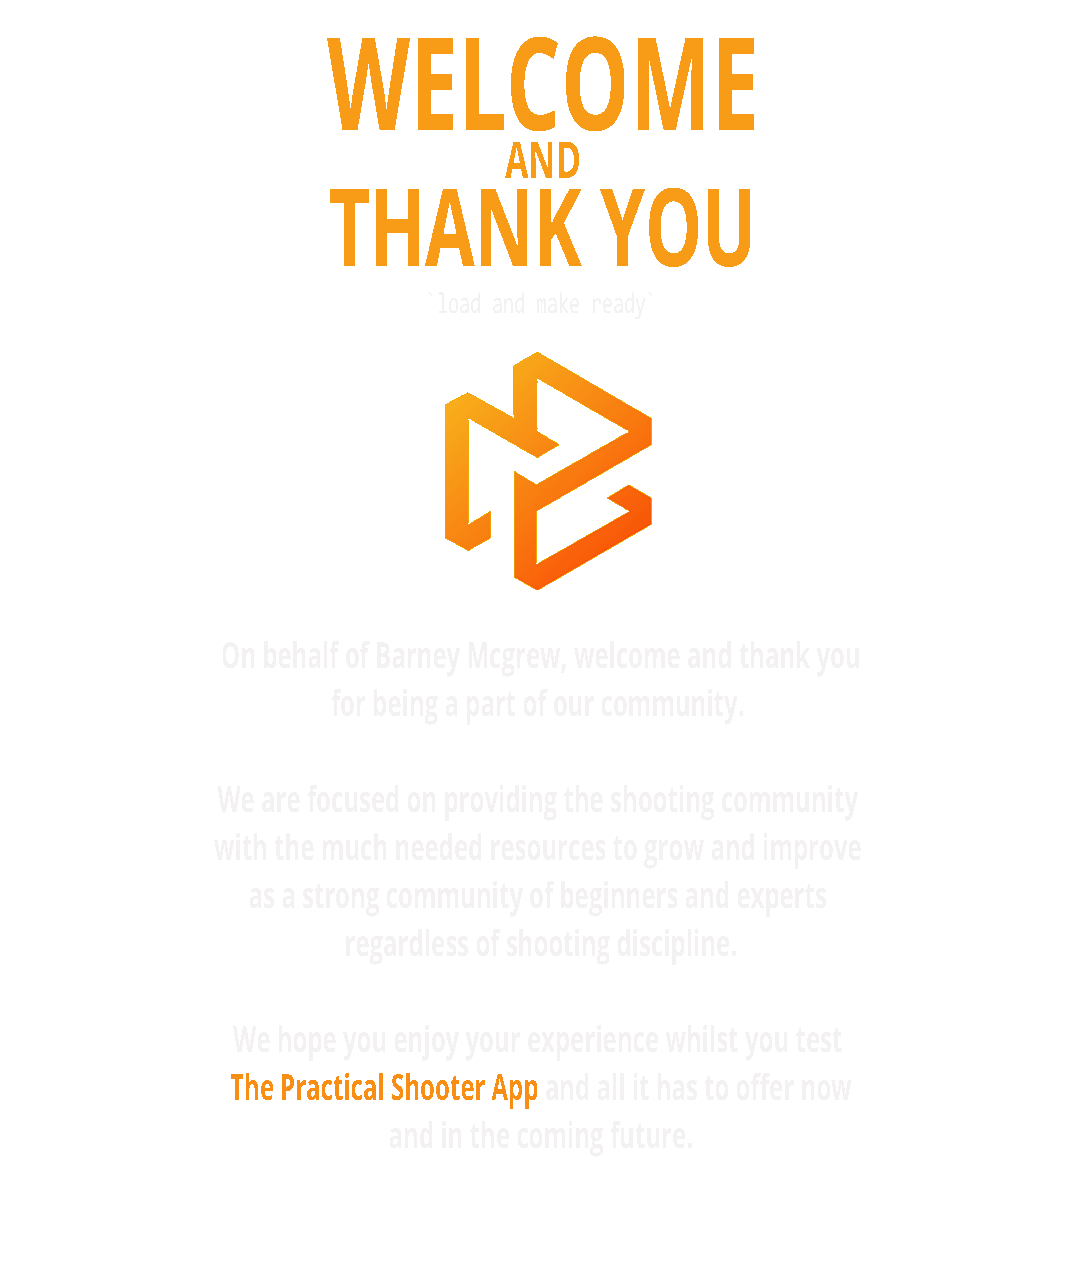 WELCOME
AND
THANK YOU
`load and make ready`
On behalf of Barney Mcgrew, welcome and thank you
for being a part of our community.
We are focused on providing the shooting community
with the much needed resources to grow and improve
as a strong community of beginners and experts
regardless of shooting discipline.
We hope you enjoy your experience whilst you test
The Practical Shooter App and all it has to offer now
and in the coming future.